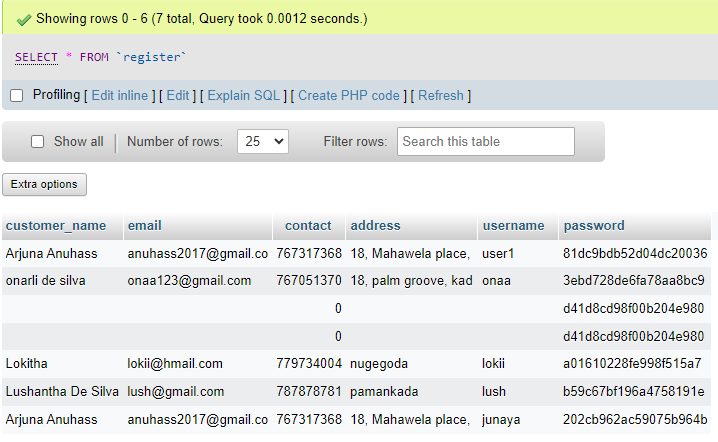 Showing rows 0 - 6 (7 total, Query took 0.0012 seconds.)
SELECT * FROM `register`
Profiling [ Edit inline ] [ Edit ] [ Explain SQL ] [ Create PHP code ] [ Refresh ]
Show all Number of rows: 25 Filter rows: Search this table
Extra options
customer_name email contact address username password
Arjuna Anuhass anuhass2017@gmail.co 767317368 18, Mahawela place, user1 81dc9bdb52d04dc20036
onarli de silva onaa123@gmail.com 767051370 18, palm groove, kad onaa 3ebd728de6fa78aa8bc9
0 d41d8cd98f00b204e980
0 d41d8cd98f00b204e980
Lokitha lokii@hmail.com 779734004 nugegoda lokii a01610228fe998f515a7
Lushantha De Silva lush@gmail.com 787878781 pamankada lush b59c67bf196a4758191e
Arjuna Anuhass anuhass2017@gmail.co 767317368 18, Mahawela place, junaya 202cb962ac59075b964b